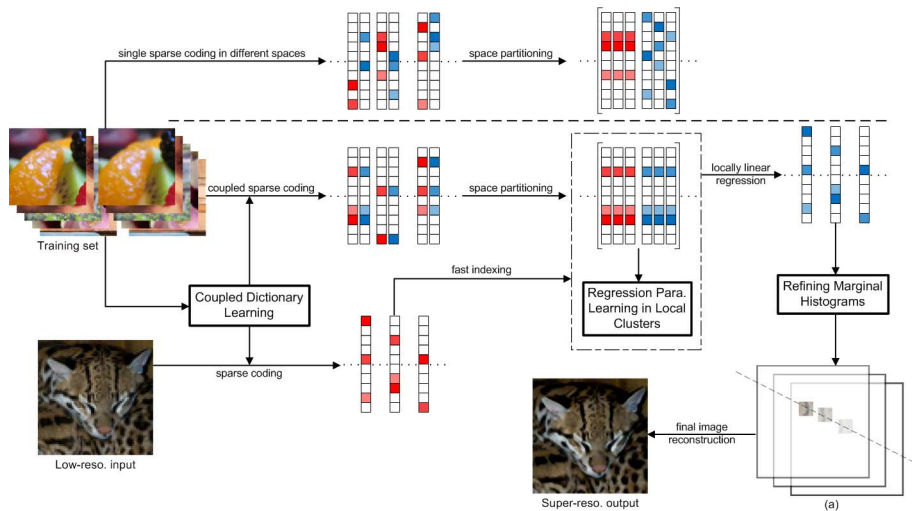 single sparse coding in different spaces
space partitioning
Training set
coupled sparse coding
space partitioning
locally linear
regression
Coupled Dictionary
Learning
fast indexing
Regression Para.
Learning in Local
Clusters
Refining Marginal
Histograms
sparse coding
Low-reso. input
final image
reconstruction
Super-reso. output
(a)